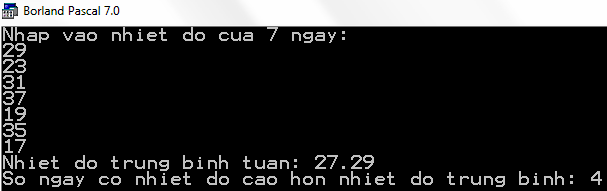 Borland Pascal 7.0
Nhap vao nhiet do cua 7 ngay:
29
23
31
37
19
35
17
Nhiet do trung binh tuan: 27.29
So ngay co nhiet do cao hon nhiet do trung binh: 4